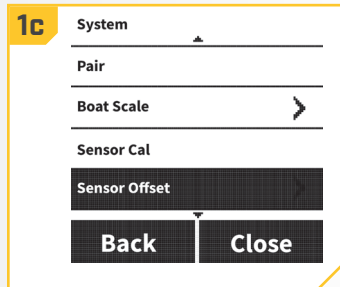 1c
System
Pair
Boat Scale
Sensor Cal
Sensor Offset
Back Close